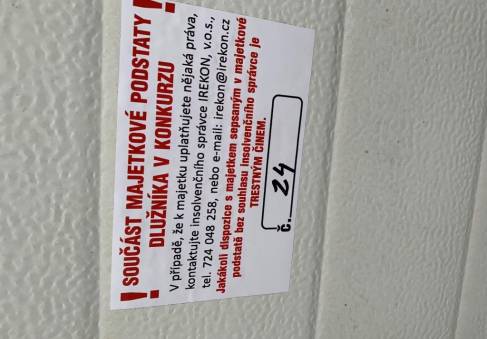 ! SOUČÁST MAJETKOVÉ PODSTATY !
! DLUŽNÍKA V KONKURZU !
V případě, že k majetku uplatňujete nějaká práva,
kontaktujte insolvenčního správce IREKON, v.o.s.,
tel. 724 048 258, nebo e-mail: irekon@irekon.cz
Jakákoli dispozice s majetkem sepsaným v majetkové
podstatě bez souhlasu insolvenčního správce je
TRESTNÝM ČINEM.
č. 24